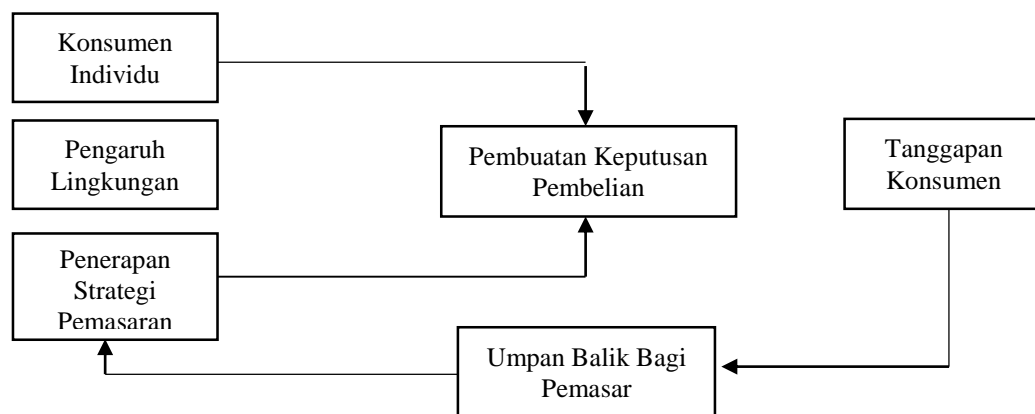 Konsumen
Individu
Pengaruh
Lingkungan
Penerapan
Strategi
Pemasaran
Pembuatan Keputusan
Pembelian
Tanggapan
Konsumen
Umpan Balik Bagi
Pemasar